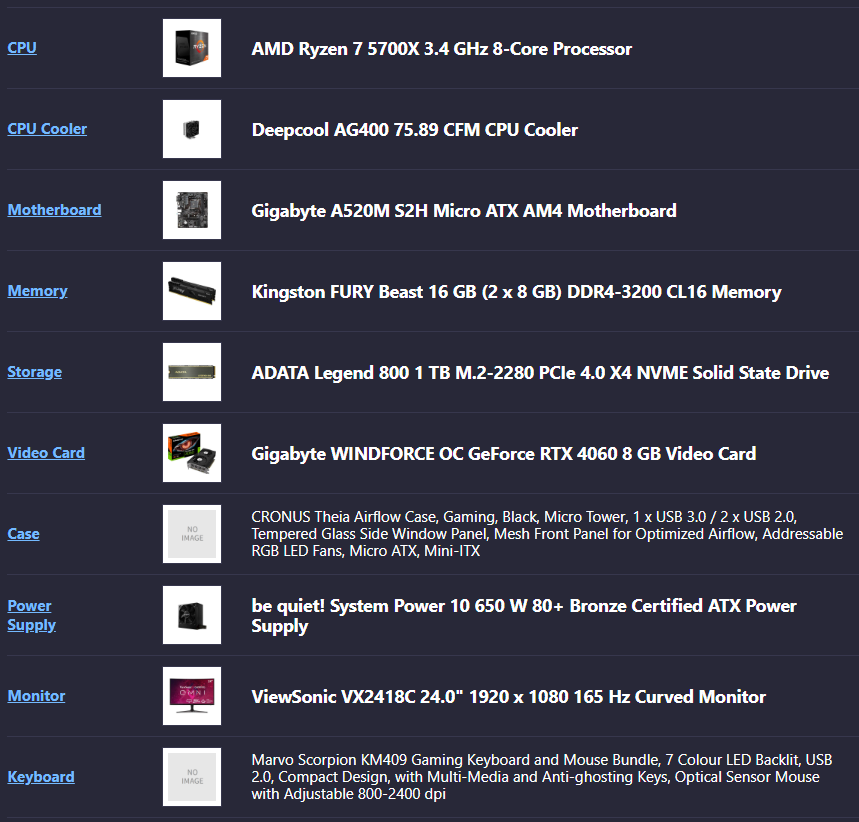 CPU
AMD Ryzen 7 5700X 3.4 GHz 8-Core Processor
CPU Cooler
Deepcool AG400 75.89 CFM CPU Cooler
Motherboard
Gigabyte A520M S2H Micro ATX AM4 Motherboard
Memory
Kingston FURY Beast 16 GB (2 x 8 GB) DDR4-3200 CL16 Memory
Storage
ADATA Legend 800 1 TB M.2-2280 PCIe 4.0 X4 NVME Solid State Drive
Video Card
Gigabyte WINDFORCE OC GeForce RTX 4060 8 GB Video Card
Case
NO
IMAGE
CRONUS Theia Airflow Case, Gaming, Black, Micro Tower, 1 x USB 3.0 / 2 x USB 2.0,
Tempered Glass Side Window Panel, Mesh Front Panel for Optimized Airflow, Addressable
RGB LED Fans, Micro ATX, Mini-ITX
Power
Supply
be quiet! System Power 10 650 W 80+ Bronze Certified ATX Power
Supply
Monitor
OMNI
ViewSonic VX2418C 24.0" 1920 x 1080 165 Hz Curved Monitor
Keyboard
NO
IMAGE
Marvo Scorpion KM409 Gaming Keyboard and Mouse Bundle, 7 Colour LED Backlit, USB
2.0, Compact Design, with Multi-Media and Anti-ghosting Keys, Optical Sensor Mouse
with Adjustable 800-2400 dpi